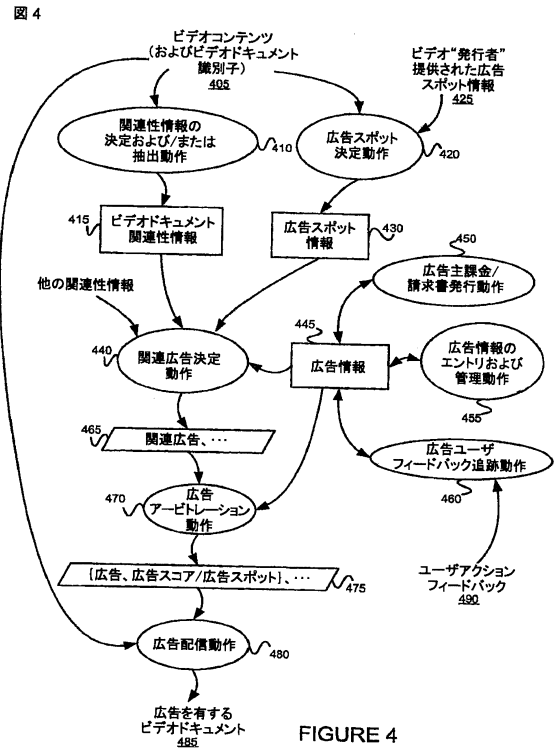 図4
ビデオコンテンツ
(およびビデオドキュメント
識別子)
405
ビデオ“発行者”
提供された広告
スポット情報
425
関連性情報の
決定および/または
抽出動作
410
広告スポット
決定動作
420
415
ビデオドキュメント
関連性情報
広告スポット
情報
430
450
広告主課金/
請求書発行動作
他の関連性情報
440
関連広告決定
動作
445
広告情報
広告情報の
エントリおよび
管理動作
455
465
関連広告、…
広告ユーザ
フィードバック追跡動作
460
470
広告
アービトレーション
動作
{広告、広告スコア/広告スポット}、…
475
ユーザアクション
フィードバック
490
広告配信動作
480
広告を有する
ビデオドキュメント
485
FIGURE 4